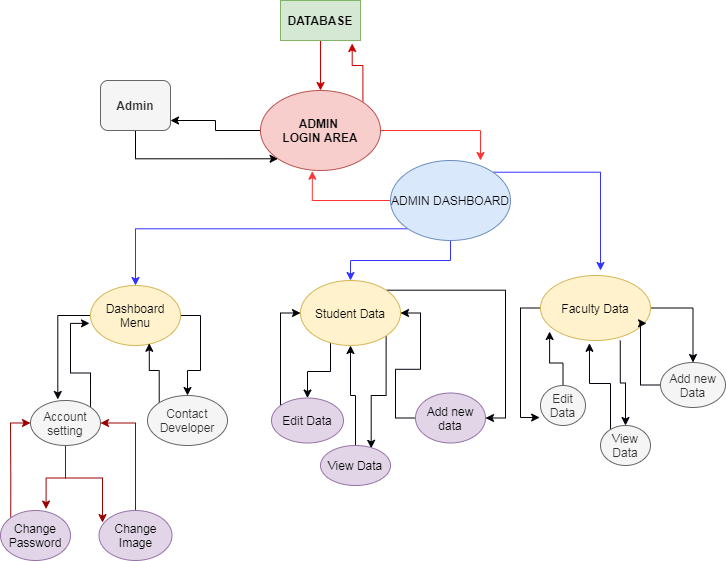 DATABASE
Admin
ADMIN
LOGIN AREA
ADMIN DASHBOARD
Dashboard
Menu
Student Data
Faculty Data
Account
setting
Contact
Developer
Edit Data
View Data
Add new
data
Edit
Data
View
Data
Add new
Data
Change
Password
Change
Image